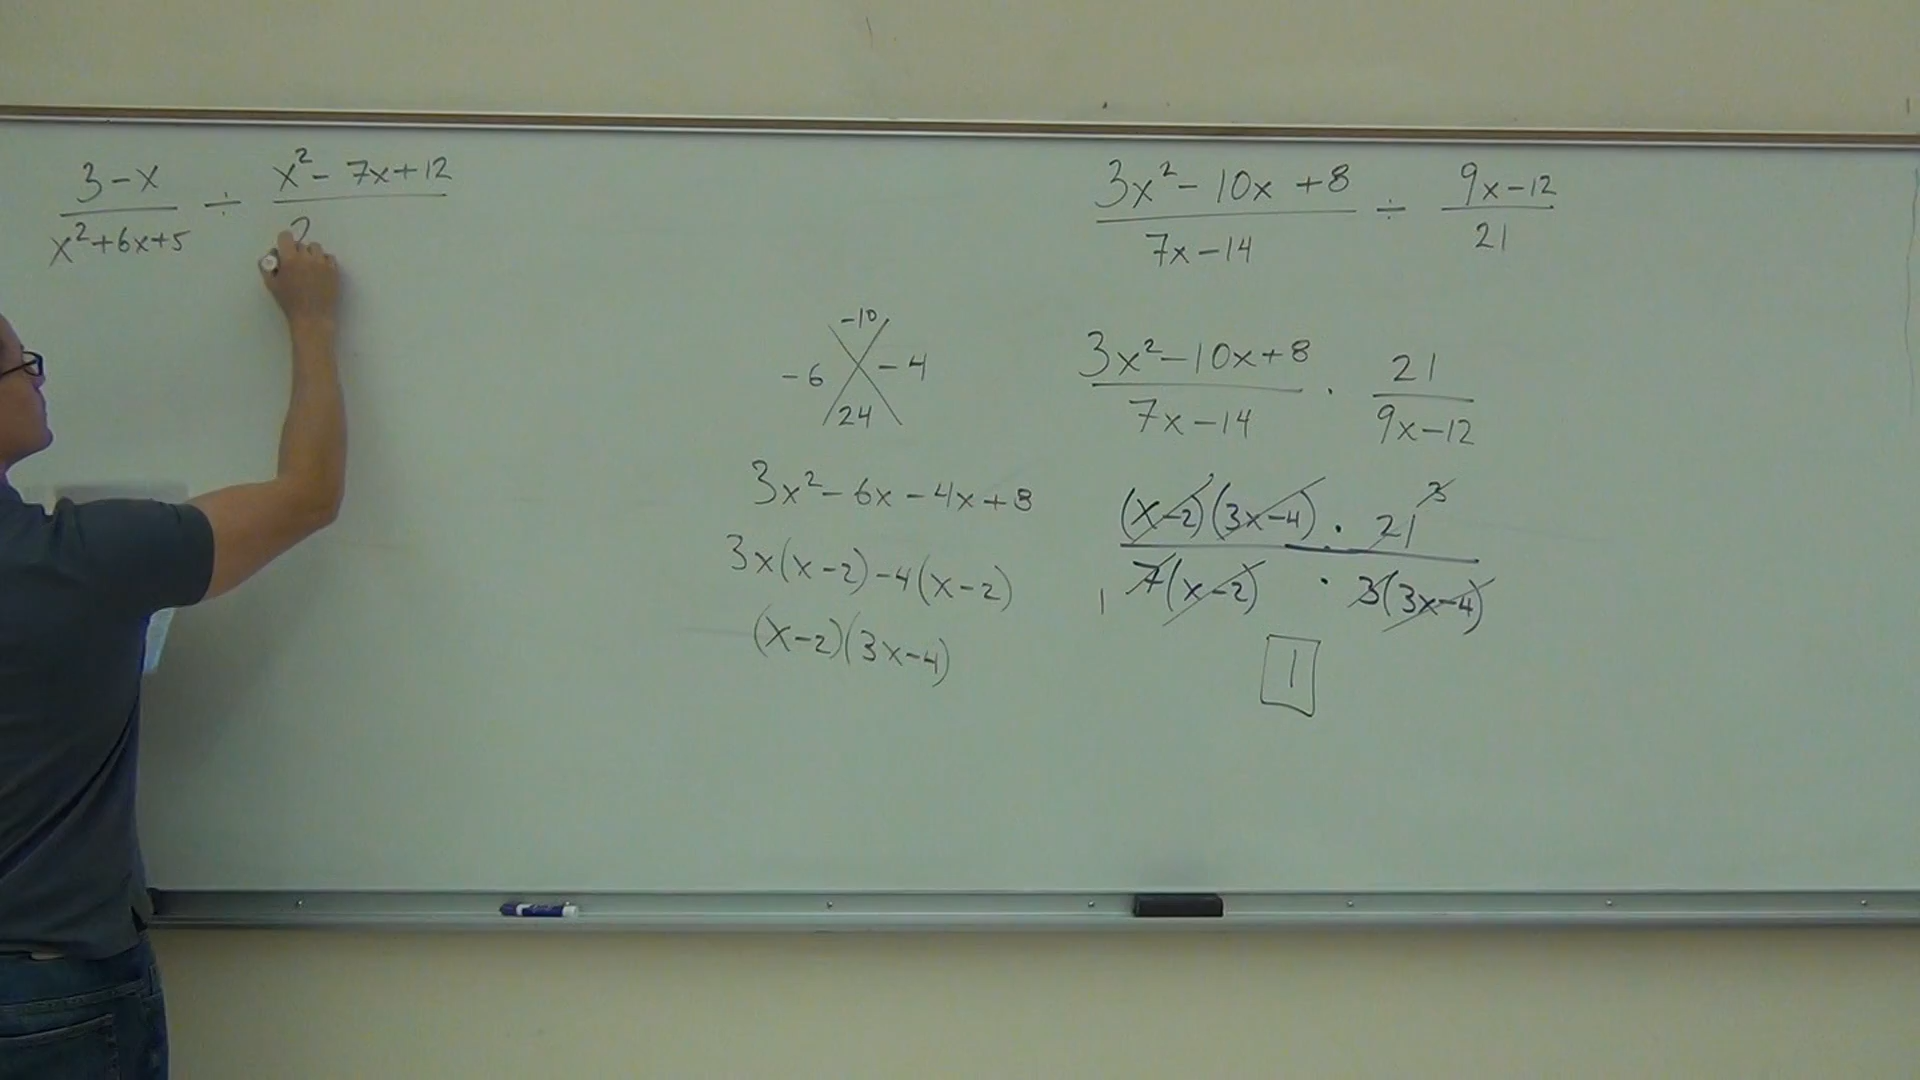 3-x
÷
x²- 7x+12
x²+6x+5
2
-10
-6
-4
24
3x²-6x-4x+8
3x(x-2)-4(x-2)
(x-2)(3x-4)
3x²-10x+8
÷
9x-12
7x-14
21
3x²-10x+8
·
21
7x-14
9x-12
(x-2)(3x-4) · 21 3
1 7(x-2) · 3(3x-4)
1